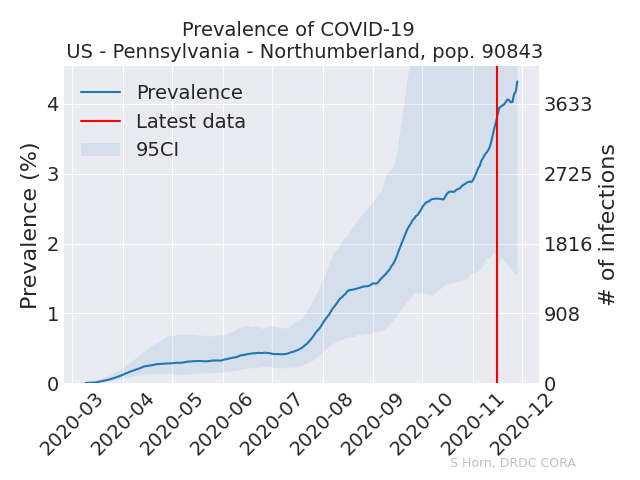 Prevalence of COVID-19
US - Pennsylvania - Northumberland, pop. 90843
Prevalence
Latest data
95CI
Prevalence (%)
4
3
2
1
0
3633
2725
1816
908
0
# of infections
2020-03
2020-04
2020-05
2020-06
2020-07
2020-08
2020-09
2020-10
2020-11
2020-12
S Horn, DRDC CORA